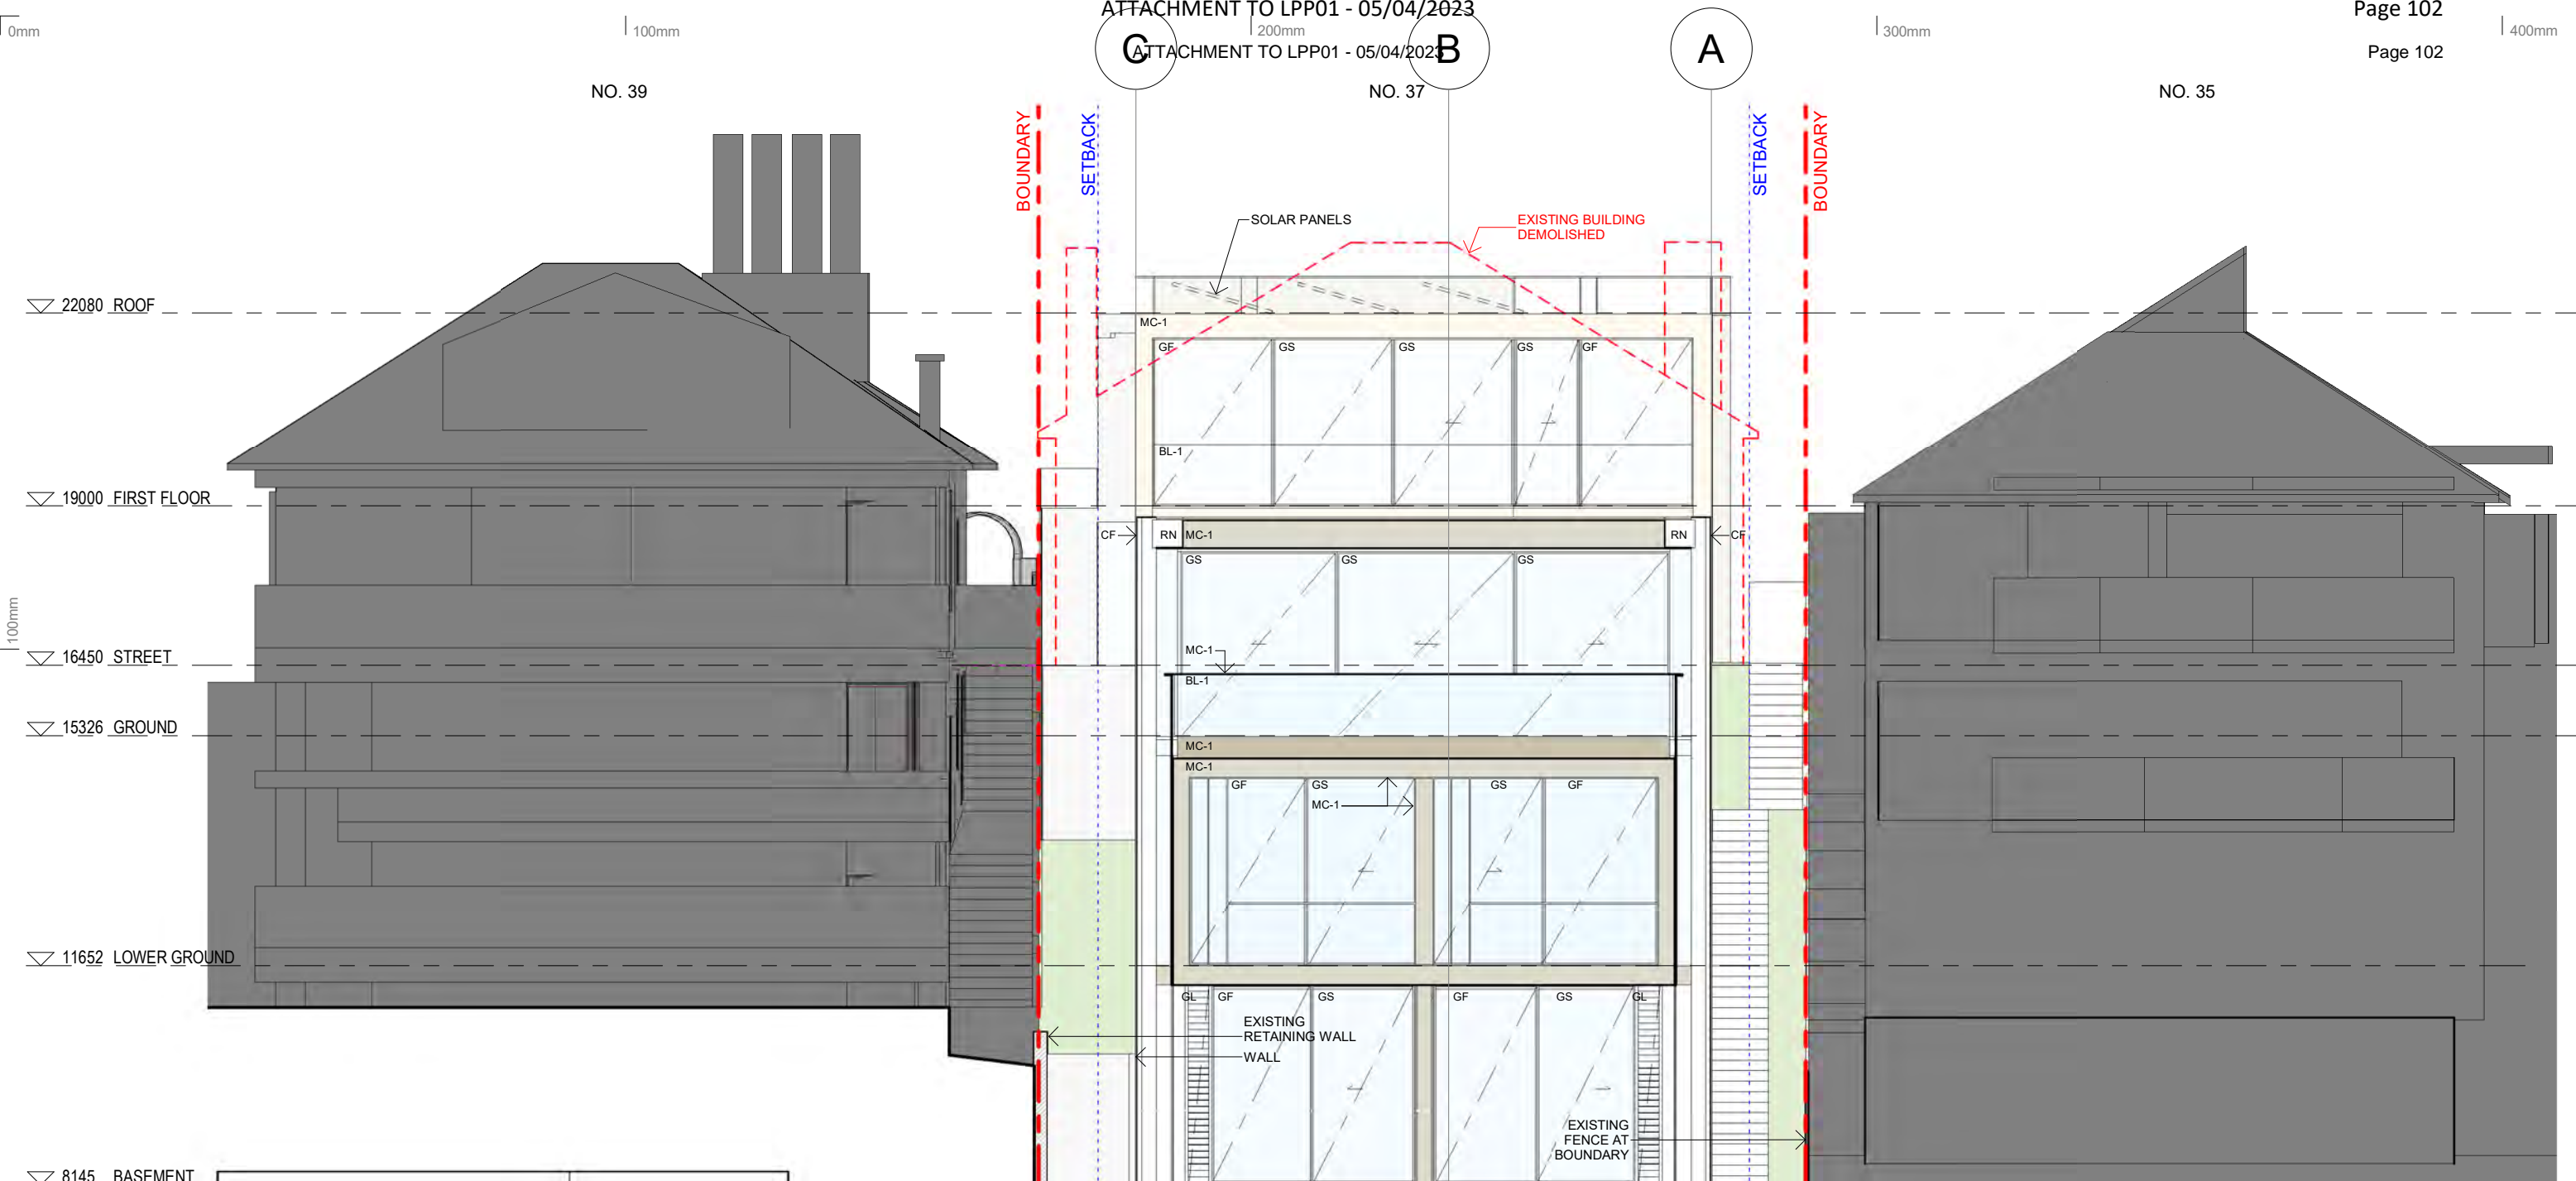 ATTACHMENT TO LPP01 - 05/04/2023
Page 102
0mm
100mm
200mm
300mm
400mm
C
B
A
ATTACHMENT TO LPP01 - 05/04/2023
Page 102
NO. 39
NO. 37
NO. 35
BOUNDARY
SETBACK
SETBACK
BOUNDARY
SOLAR PANELS
EXISTING BUILDING
DEMOLISHED
22080 ROOF
MC-1
GF
GS
GS
GS
GF
BL-1
19000 FIRST FLOOR
CF
RN
MC-1
RN
CF
GS
GS
GS
100mm
16450 STREET
MC-1
BL-1
15326 GROUND
MC-1
MC-1
GF
GS
GS
GF
MC-1
11652 LOWER GROUND
GL
GF
GS
GF
GS
GL
EXISTING
RETAINING WALL
WALL
EXISTING
FENCE AT
BOUNDARY
8145 BASEMENT